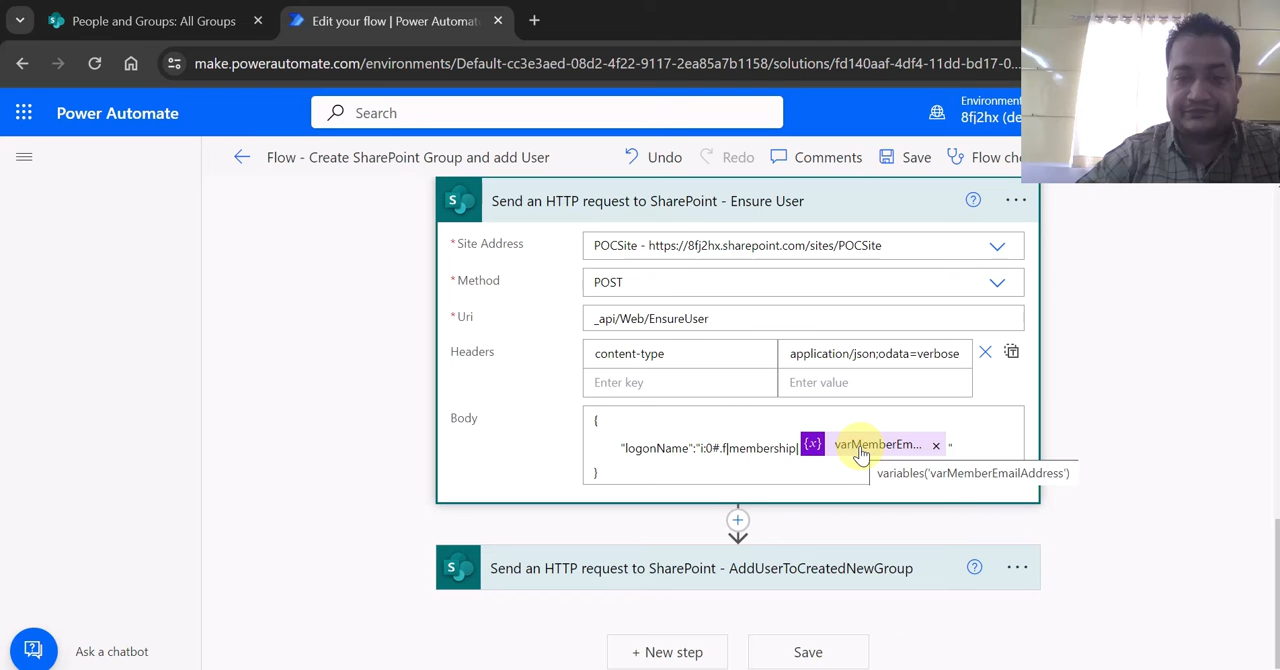 People and Groups: All Groups
Edit your flow | Power Automate
make.powerautomate.com/environments/Default-cc3e3aed-08d2-4f22-9117-2ea85a7b1158/solutions/fd140aaf-4df4-11dd-bd17-0...
Power Automate
Search
Environment
8fj2hx (de
Flow - Create SharePoint Group and add User
Undo
Redo
Comments
Save
Flow che
S
Send an HTTP request to SharePoint - Ensure User
* Site Address
POCSite - https://8fj2hx.sharepoint.com/sites/POCSite
* Method
POST
* Uri
_api/Web/EnsureUser
Headers
content-type
application/json;odata=verbose
Enter key
Enter value
Body
{
"logonName":"i:0#.f|membership| {x} varMemberEm... × "
}
variables('varMemberEmailAddress')
S
Send an HTTP request to SharePoint - AddUserToCreatedNewGroup
+ New step
Save
Ask a chatbot